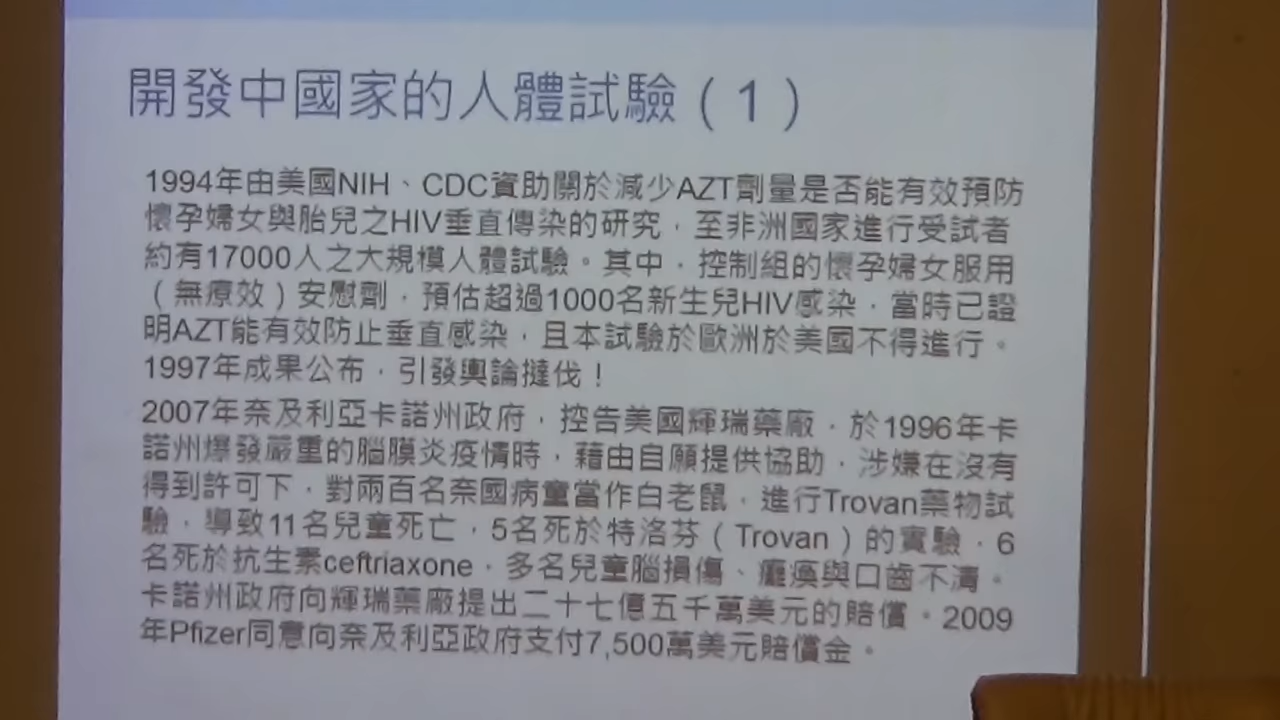 開發中國家的人體試驗（1）
1994年由美國NIH、CDC資助關於減少AZT劑量是否能有效預防
懷孕婦女與胎兒之HIV垂直傳染的研究，至非洲國家進行受試者
約有17000人之大規模人體試驗。其中，控制組的懷孕婦女服用
（無療效）安慰劑，預估超過1000名新生兒HIV感染，當時已證
明AZT能有效防止垂直感染，且本試驗於歐洲於美國不得進行。
1997年成果公布，引發輿論撻伐！
2007年奈及利亞卡諾州政府，控告美國輝瑞藥廠，於1996年卡
諾州爆發嚴重的腦膜炎疫情時，藉由自願提供協助，涉嫌在沒有
得到許可下，對兩百名奈國病童當作白老鼠，進行Trovan藥物試
驗，導致11名兒童死亡，5名死於特洛芬（Trovan）的實驗，6
名死於抗生素ceftriaxone，多名兒童腦損傷、癱瘓與口齒不清。
卡諾州政府向輝瑞藥廠提出二十七億五千萬美元的賠償。2009
年Pfizer同意向奈及利亞政府支付7,500萬美元賠償金。